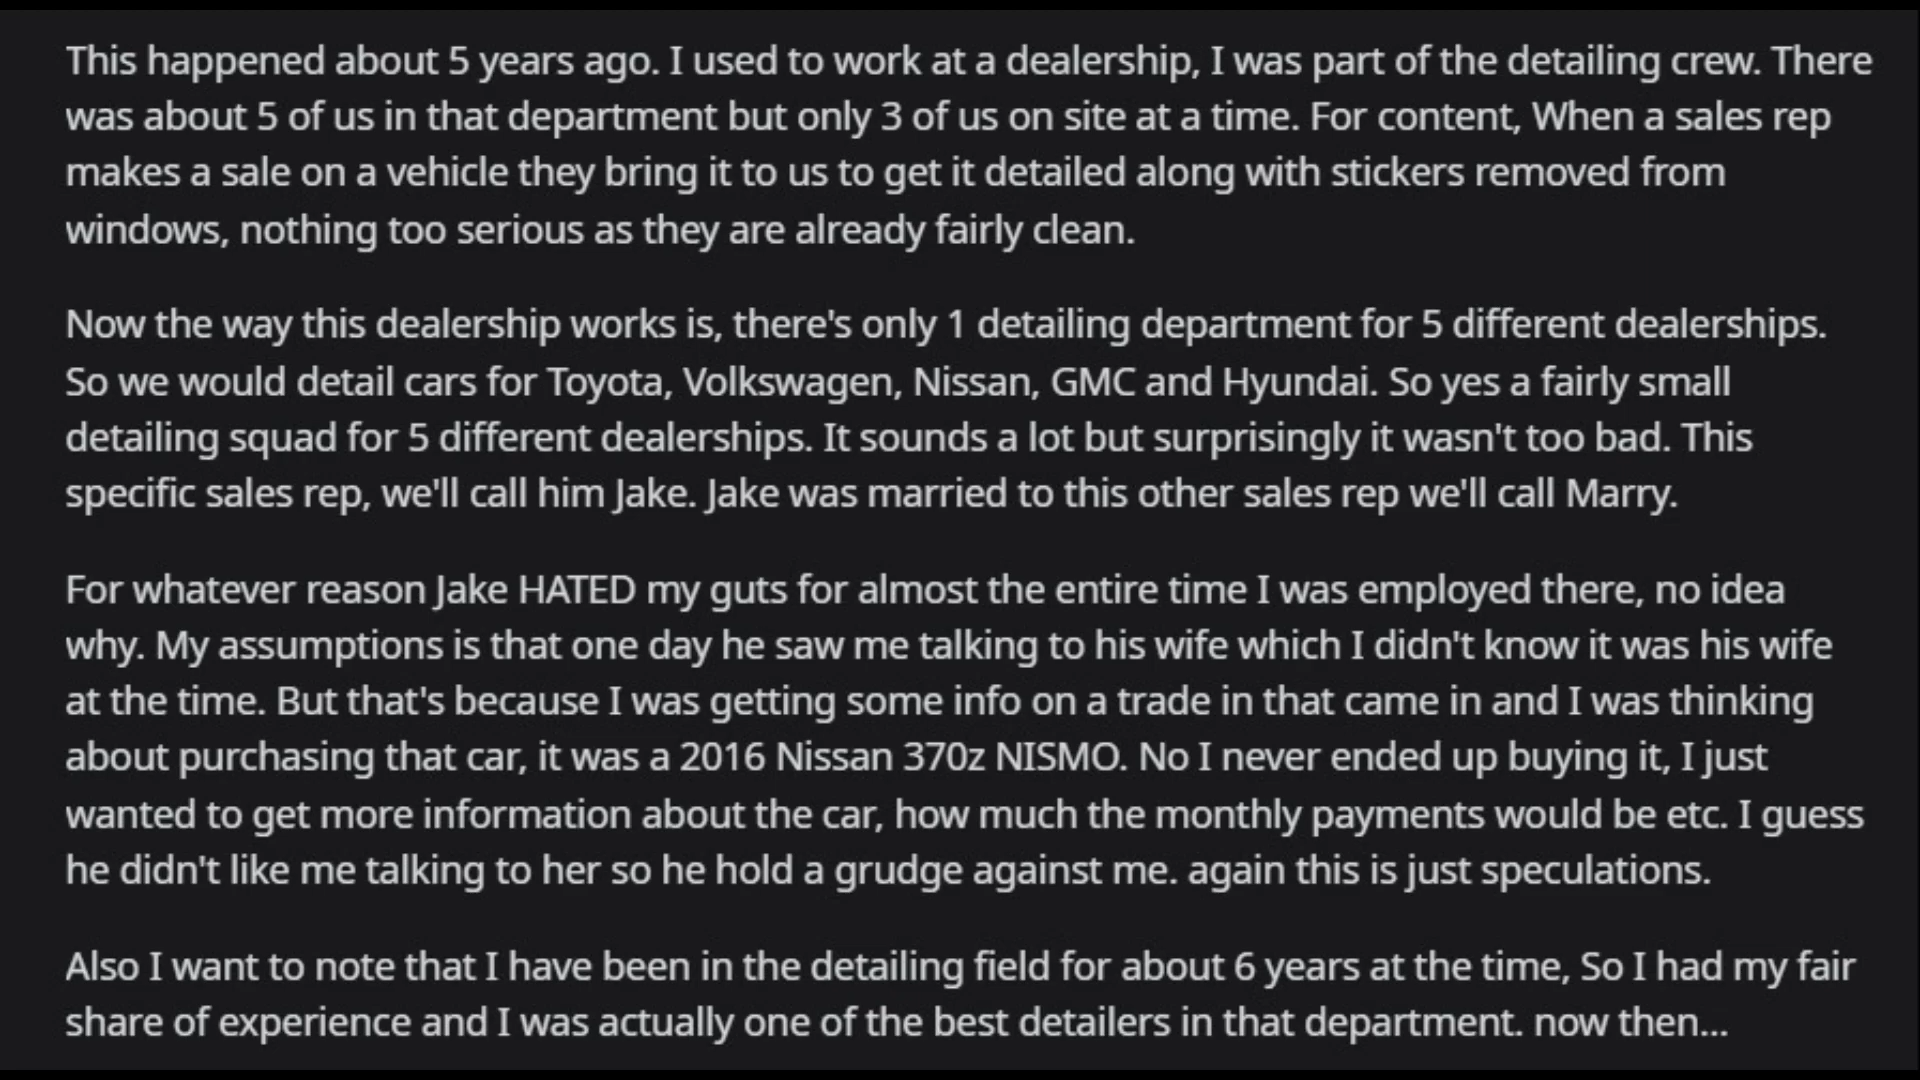 This happened about 5 years ago. I used to work at a dealership, I was part of the detailing crew. There
was about 5 of us in that department but only 3 of us on site at a time. For content, When a sales rep
makes a sale on a vehicle they bring it to us to get it detailed along with stickers removed from
windows, nothing too serious as they are already fairly clean.
Now the way this dealership works is, there's only 1 detailing department for 5 different dealerships.
So we would detail cars for Toyota, Volkswagen, Nissan, GMC and Hyundai. So yes a fairly small
detailing squad for 5 different dealerships. It sounds a lot but surprisingly it wasn't too bad. This
specific sales rep, we'll call him Jake. Jake was married to this other sales rep we'll call Marry.
For whatever reason Jake HATED my guts for almost the entire time I was employed there, no idea
why. My assumptions is that one day he saw me talking to his wife which I didn't know it was his wife
at the time. But that's because I was getting some info on a trade in that came in and I was thinking
about purchasing that car, it was a 2016 Nissan 370z NISMO. No I never ended up buying it, I just
wanted to get more information about the car, how much the monthly payments would be etc. I guess
he didn't like me talking to her so he hold a grudge against me. again this is just speculations.
Also I want to note that I have been in the detailing field for about 6 years at the time, So I had my fair
share of experience and I was actually one of the best detailers in that department. now then...